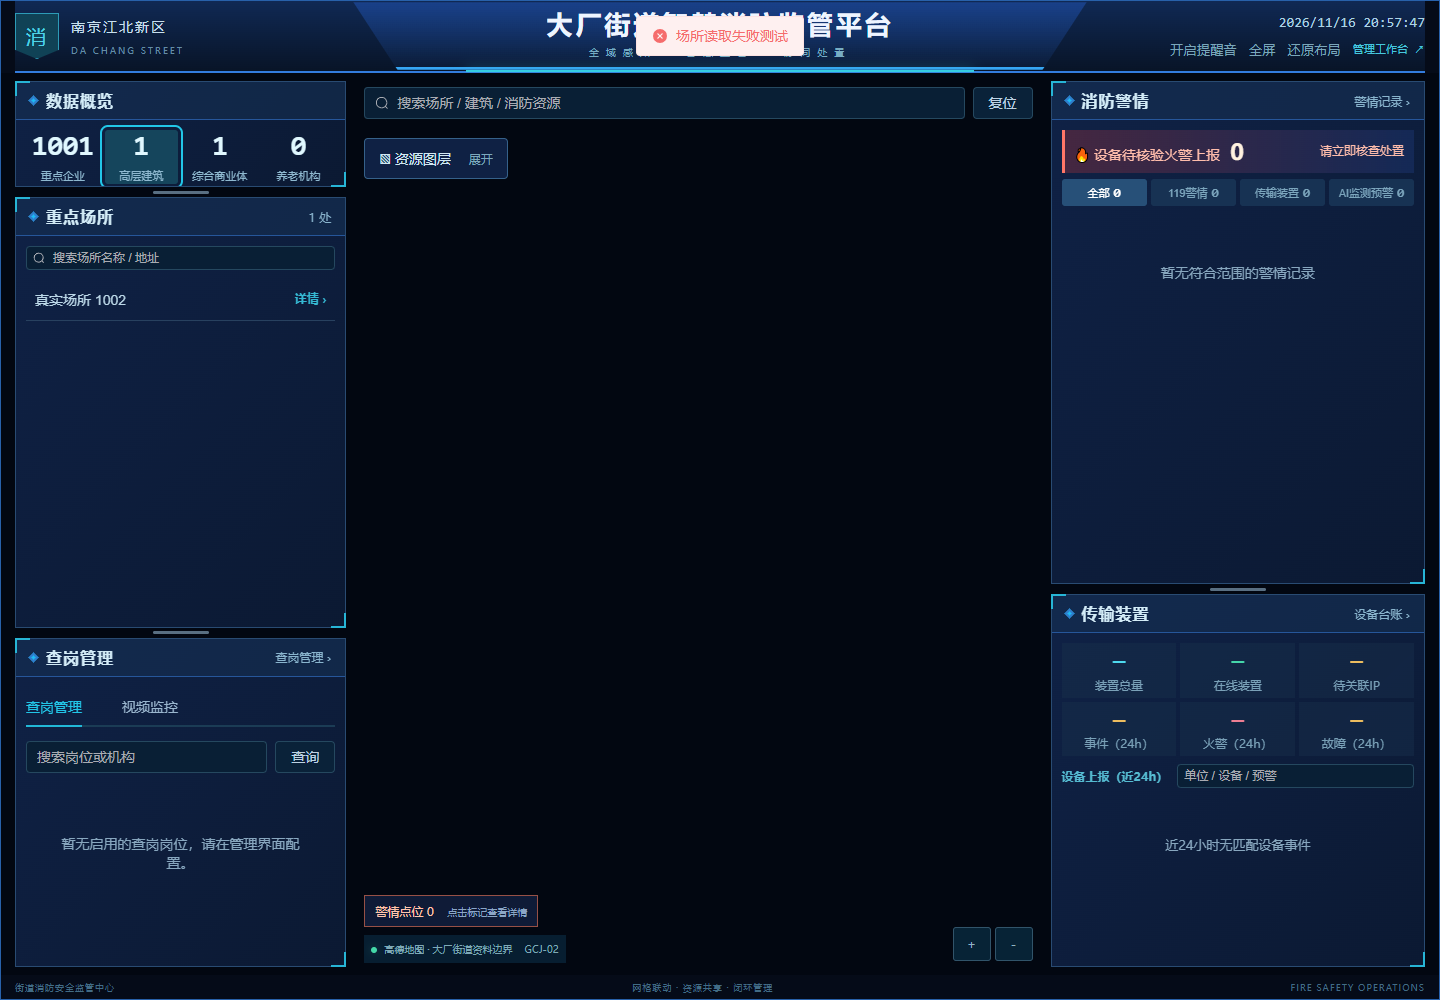 消
南京江北新区
DA CHANG STREET
场所读取失败测试
2026/11/16 20:57:47
开启提醒音 全屏 还原布局 管理工作台 ↗
数据概览
1001 重点企业
1 高层建筑
1 综合商业体
0 养老机构
重点场所 1 处
搜索场所名称 / 地址
真实场所 1002 详情 ›
查岗管理 查岗管理 ›
查岗管理 视频监控
搜索岗位或机构 查询
暂无启用的查岗岗位，请在管理界面配
置。
搜索场所 / 建筑 / 消防资源 复位
资源图层 展开
警情点位 0 点击标记查看详情
高德地图 · 大厂街道资料边界 GCJ-02
+ -
消防警情 警情记录 ›
设备待核验火警上报 0 请立即核查处置
全部 0 119警情 0 传输装置 0 AI监测预警 0
暂无符合范围的警情记录
传输装置 设备台账 ›
— 装置总量
— 在线装置
— 待关联IP
— 事件（24h）
— 火警（24h）
— 故障（24h）
设备上报（近24h） 单位 / 设备 / 预警
近24小时无匹配设备事件
街道消防安全监管中心
网格联动 · 资源共享 · 闭环管理
FIRE SAFETY OPERATIONS